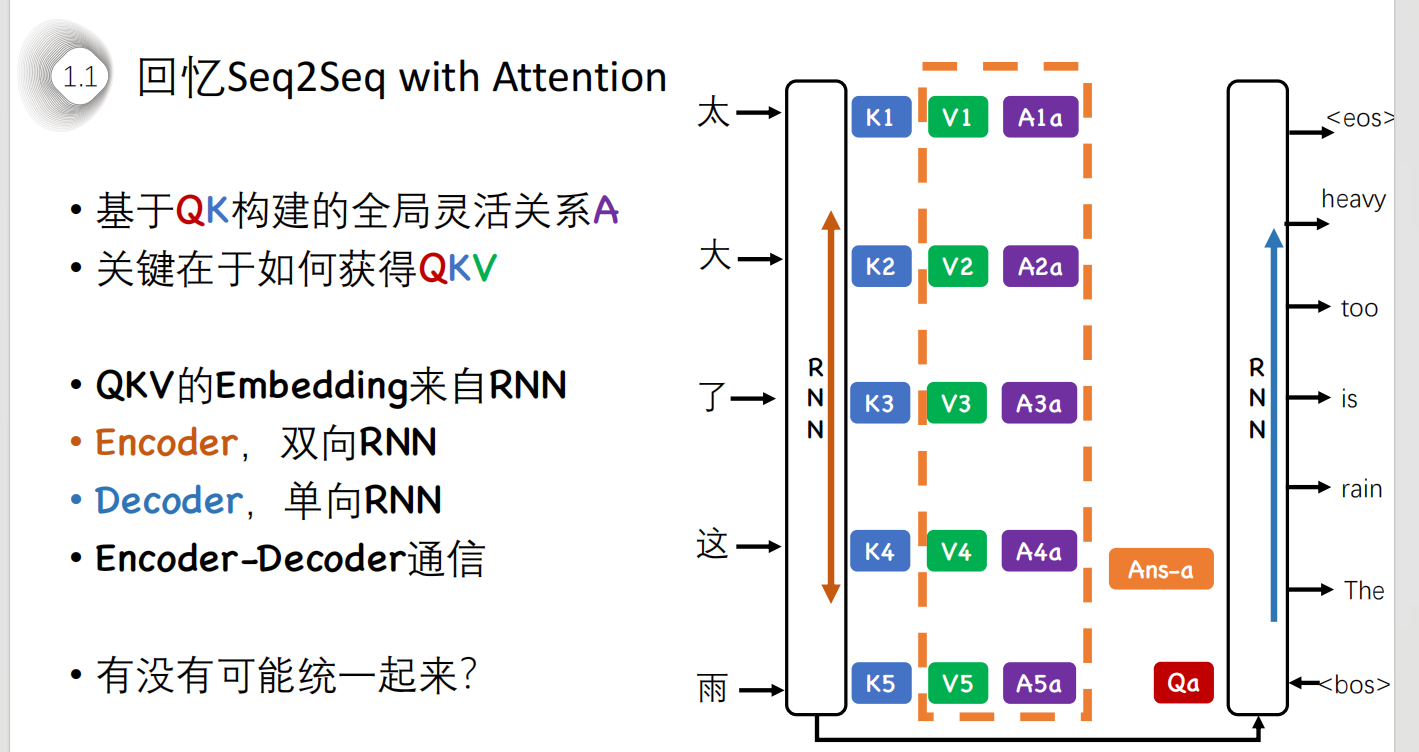 1.1
回忆Seq2Seq with Attention
• 基于QK构建的全局灵活关系A
• 关键在于如何获得QKV
• QKV的Embedding来自RNN
• Encoder，双向RNN
• Decoder，单向RNN
• Encoder-Decoder通信
• 有没有可能统一起来？
太 K1 V1 A1a
大 K2 V2 A2a
了 K3 V3 A3a
这 K4 V4 A4a
雨 K5 V5 A5a
RNN
Ans-a
Qa
RNN
<eos>
heavy
too
is
rain
The
<bos>